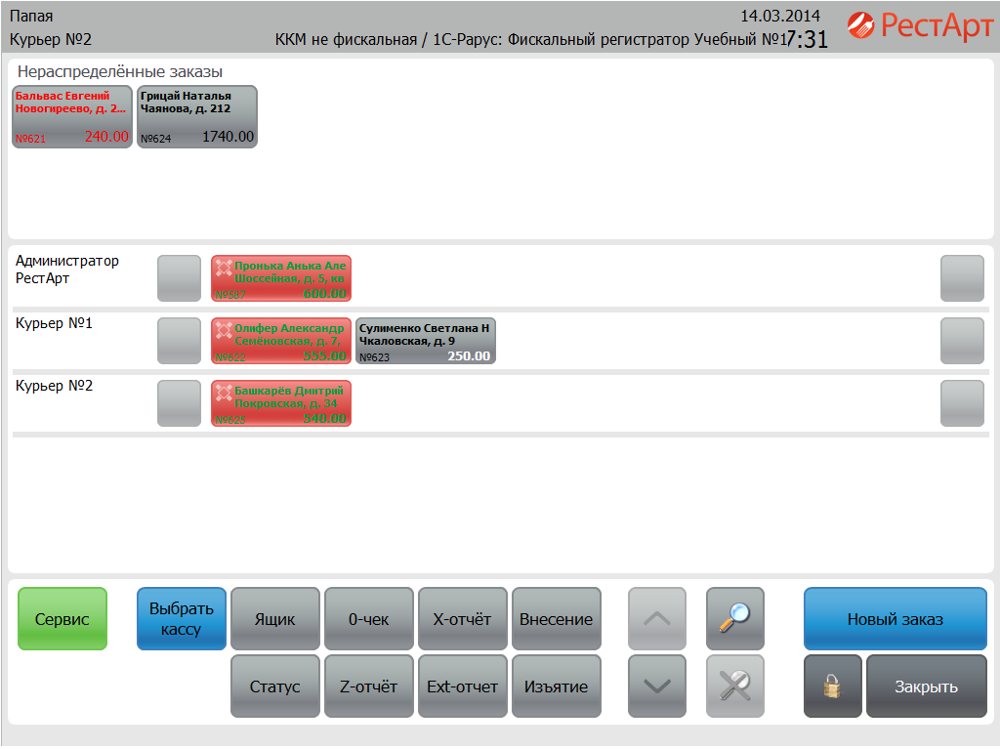 Папая
14.03.2014
РестАрт
Курьер №2
ККМ не фискальная / 1С-Рарус: Фискальный регистратор Учебный №1
7:31
Нераспределённые заказы
Бальвас Евгений
Новогиреево, д. 2...
№621 240.00
Грицай Наталья
Чаянова, д. 212
№624 1740.00
Администратор
РестАрт
Пронька Анька Але
Шоссейная, д. 5, кв
№587 600.00
Курьер №1
Олифер Александр
Семёновская, д. 7,
№622 555.00
Сулименко Светлана Н
Чкаловская, д. 9
№623 250.00
Курьер №2
Башкарёв Дмитрий
Покровская, д. 34
№625 540.00
Сервис
Выбрать
кассу
Ящик
0-чек
X-отчёт
Внесение
Новый заказ
Статус
Z-отчёт
Ext-отчет
Изъятие
Закрыть